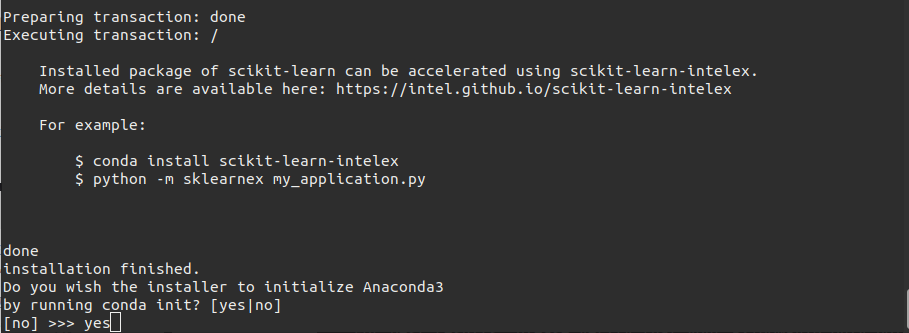 Preparing transaction: done
Executing transaction: /
Installed package of scikit-learn can be accelerated using scikit-learn-intelex.
More details are available here: https://intel.github.io/scikit-learn-intelex
For example:
$ conda install scikit-learn-intelex
$ python -m sklearnex my_application.py
done
installation finished.
Do you wish the installer to initialize Anaconda3
by running conda init? [yes|no]
[no] >>> yes